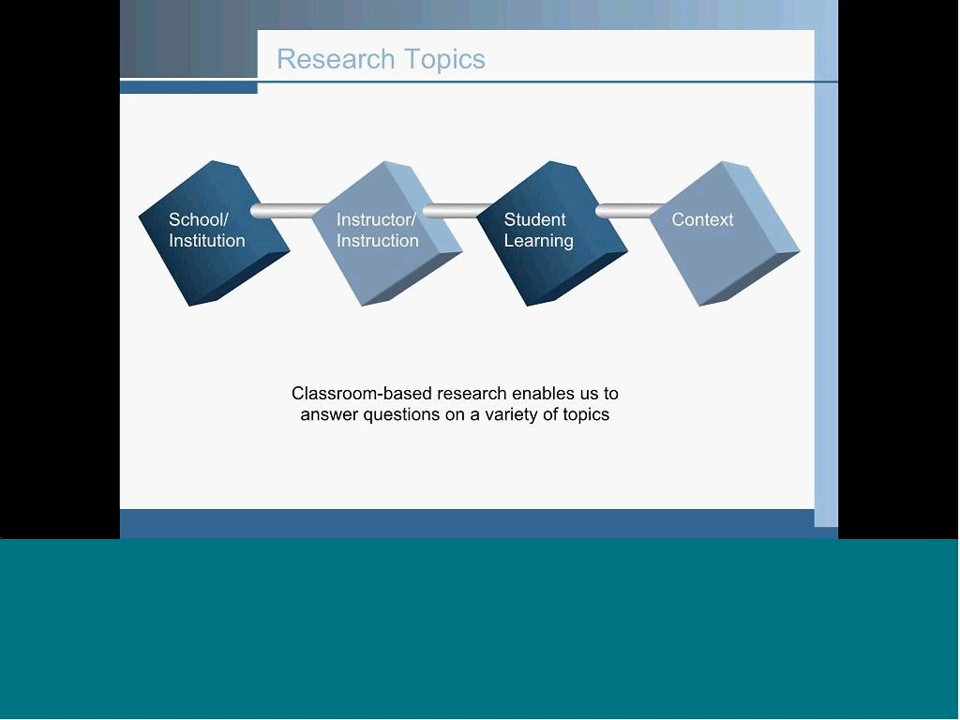 Research Topics
School/
Institution
Instructor/
Instruction
Student
Learning
Context
Classroom-based research enables us to
answer questions on a variety of topics